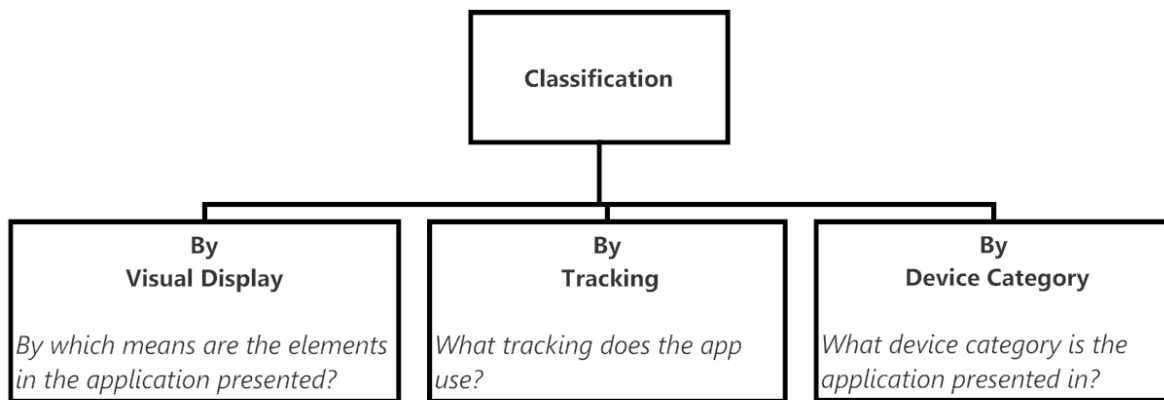 Classification
By
Visual Display
By which means are the elements
in the application presented?
By
Tracking
What tracking does the app
use?
By
Device Category
What device category is the
application presented in?